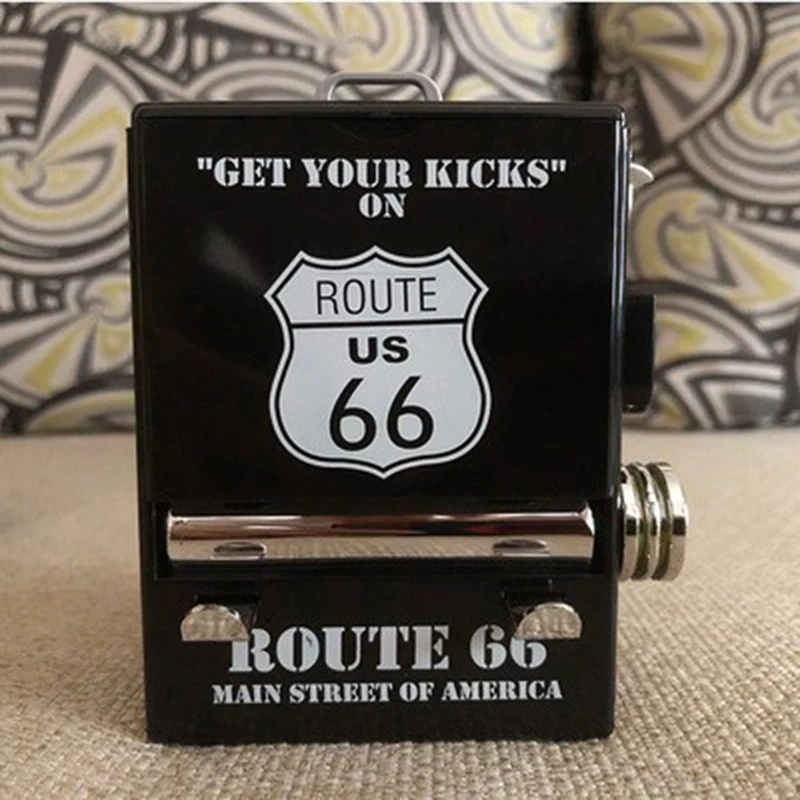 "GET YOUR KICKS"
ON
ROUTE
US
66
ROUTE 66
MAIN STREET OF AMERICA